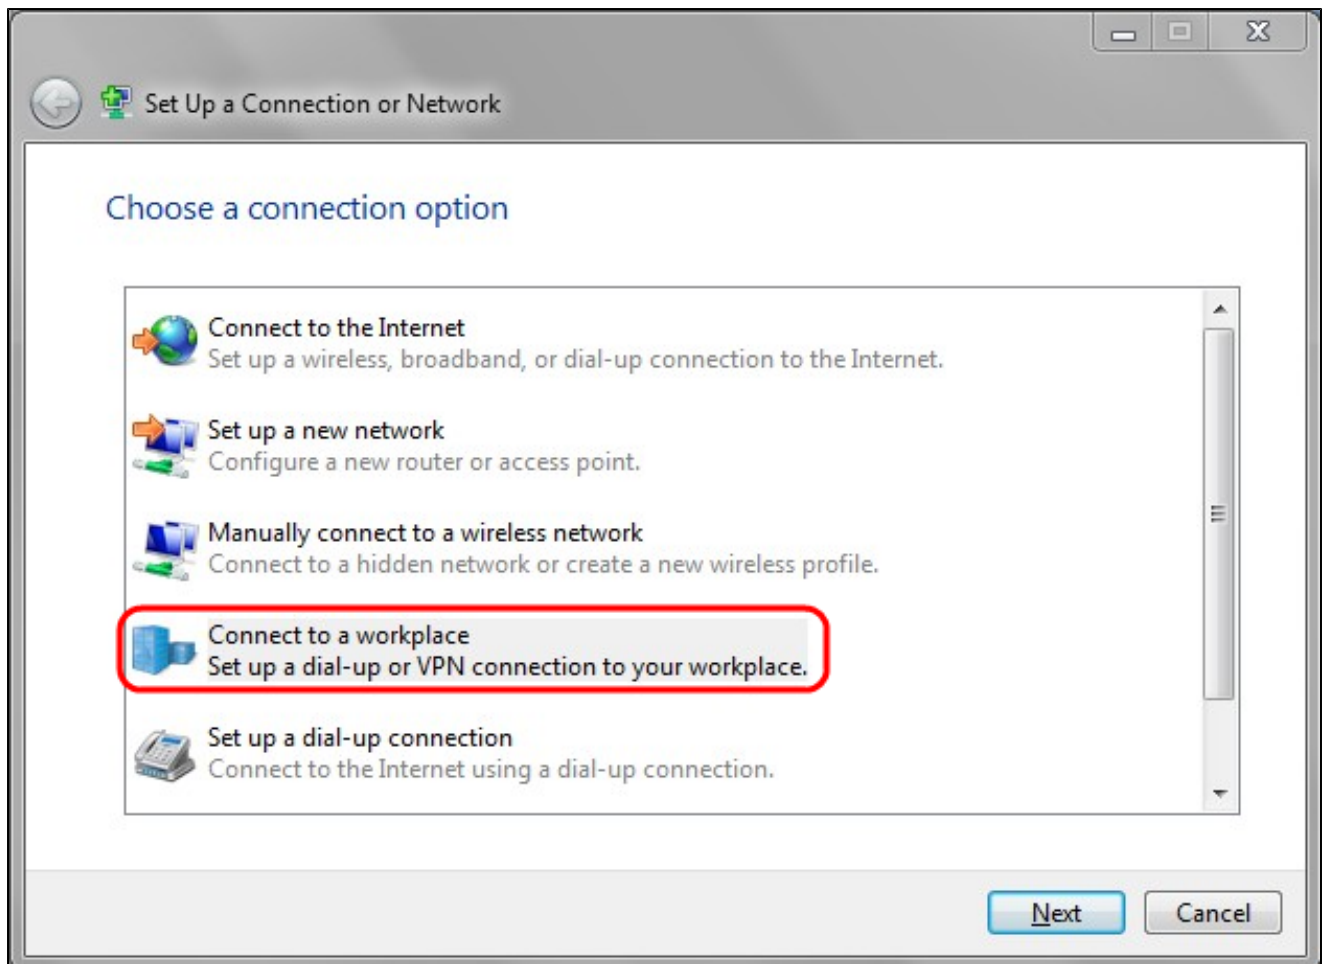 Set Up a Connection or Network
Choose a connection option
Connect to the Internet
Set up a wireless, broadband, or dial-up connection to the Internet.
Set up a new network
Configure a new router or access point.
Manually connect to a wireless network
Connect to a hidden network or create a new wireless profile.
Connect to a workplace
Set up a dial-up or VPN connection to your workplace.
Set up a dial-up connection
Connect to the Internet using a dial-up connection.
Next Cancel